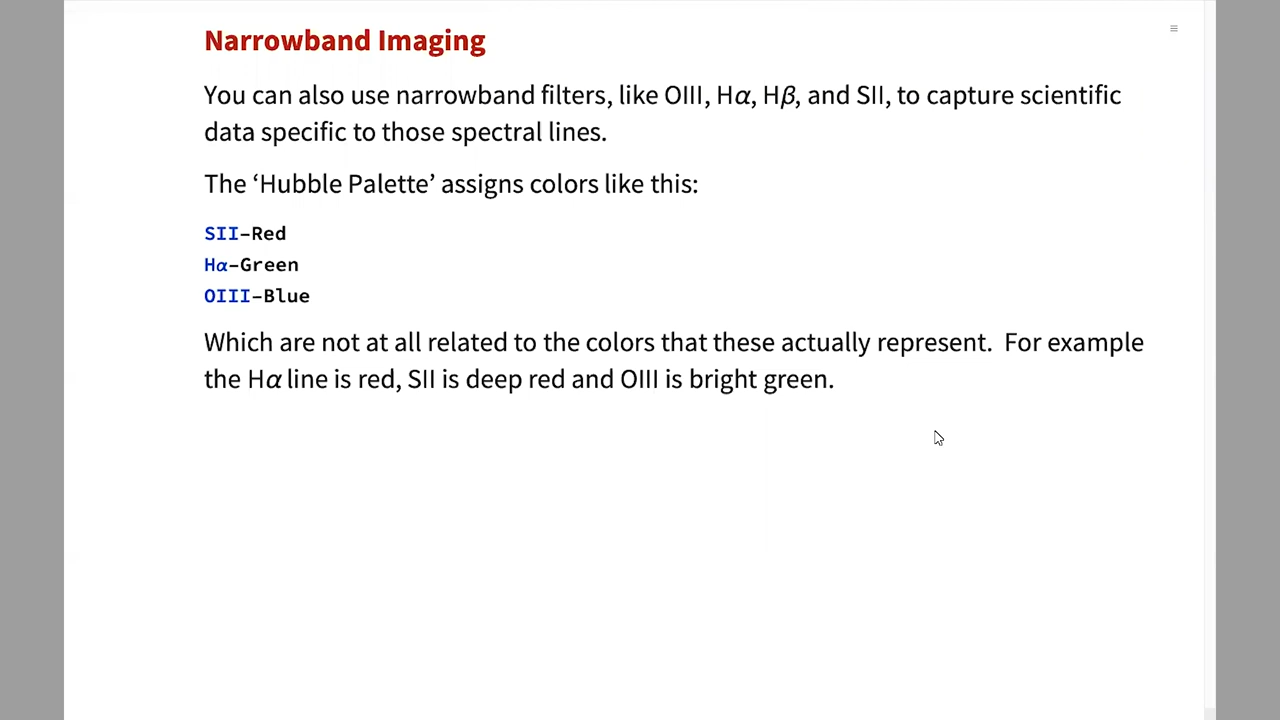 Narrowband Imaging
You can also use narrowband filters, like OIII, Hα, Hβ, and SII, to capture scientific
data specific to those spectral lines.
The ‘Hubble Palette’ assigns colors like this:
SII–Red
Hα–Green
OIII–Blue
Which are not at all related to the colors that these actually represent.  For example
the Hα line is red, SII is deep red and OIII is bright green.